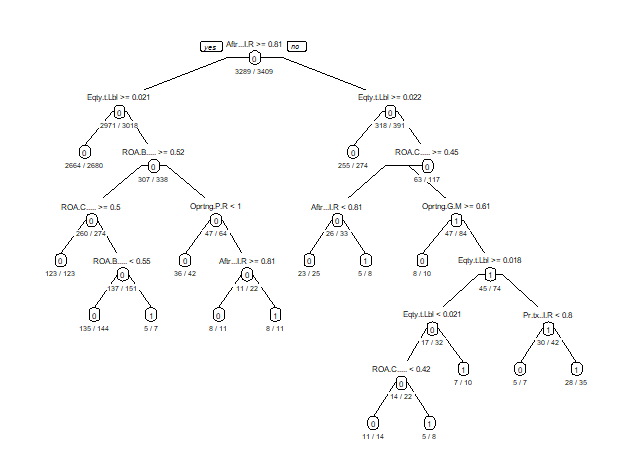 yes Aftr...I.R >= 0.81 no
0
3289 / 3409
Eqty.t.Lbl >= 0.021 Eqty.t.Lbl >= 0.022
0 0
2971 / 3018 318 / 391
ROA.B..... >= 0.52 ROA.C..... >= 0.45
0 0 0 0
2664 / 2680 307 / 338 255 / 274 63 / 117
ROA.C..... >= 0.5 Oprtng.P.R < 1 Aftr...I.R < 0.81 Oprtng.G.M >= 0.61
0 0 0 1
260 / 274 47 / 64 26 / 33 47 / 84
ROA.B..... < 0.55 Aftr...I.R >= 0.81 Eqty.t.Lbl >= 0.018
0 0 0 0 0 1 0 1
123 / 123 137 / 151 36 / 42 11 / 22 23 / 25 5 / 8 8 / 10 45 / 74
0 1 0 1 Eqty.t.Lbl < 0.021 Pr.tx..I.R < 0.8
135 / 144 5 / 7 8 / 11 8 / 11 0 1
17 / 32 30 / 42
ROA.C..... < 0.42 1 0 1
0 7 / 10 5 / 7 28 / 35
14 / 22
0 1
11 / 14 5 / 8